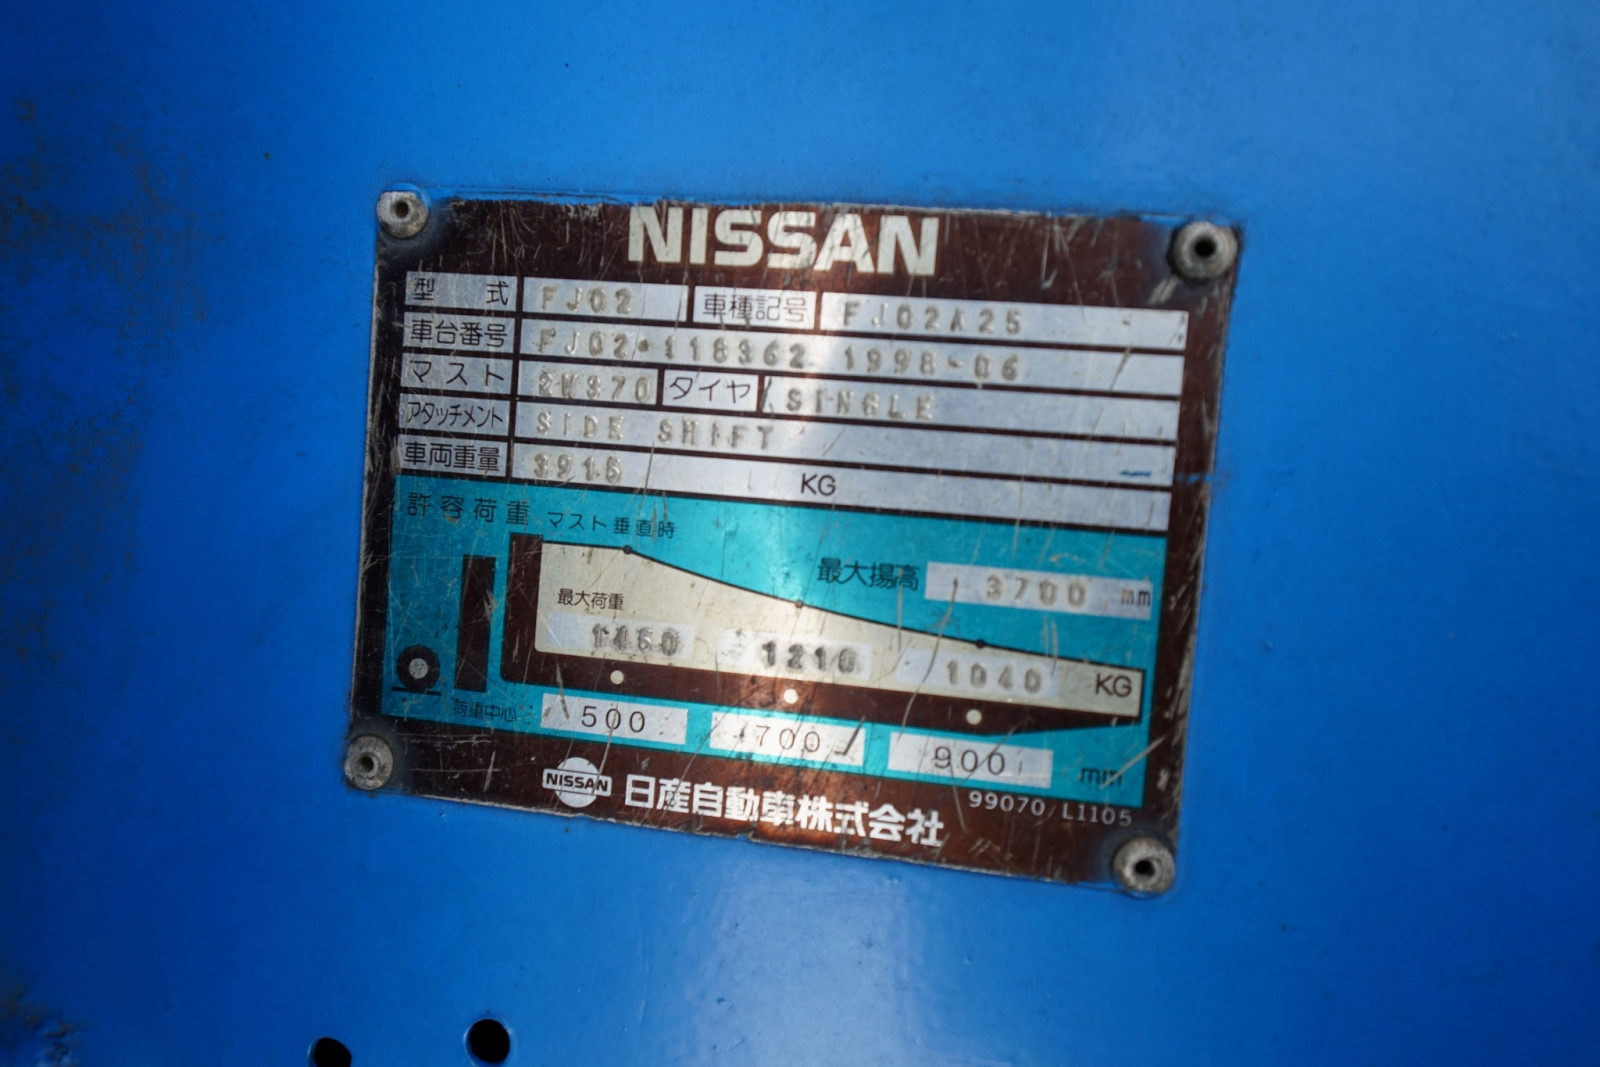 NISSAN
型 式 FJ02 車種記号 FJ02A25
車台番号 FJ02-118362 1998-06
マスト 2W370 タイヤ SINGLE
アタッチメント SIDE SHIFT
車両重量 3915 KG
許容荷重 マスト垂直時
最大揚高 3700 mm
最大荷重
1460 1210 1040 KG
荷重中心 500 700 900 mm
NISSAN 日産自動車株式会社 99070/L1105